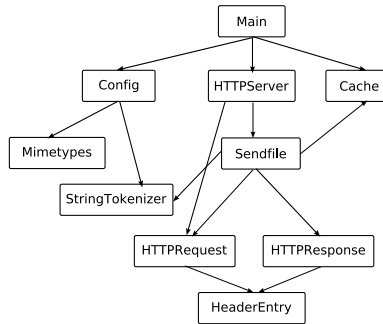 Main
Config
HTTPServer
Cache
Mimetypes
Sendfile
StringTokenizer
HTTPRequest
HTTPResponse
HeaderEntry